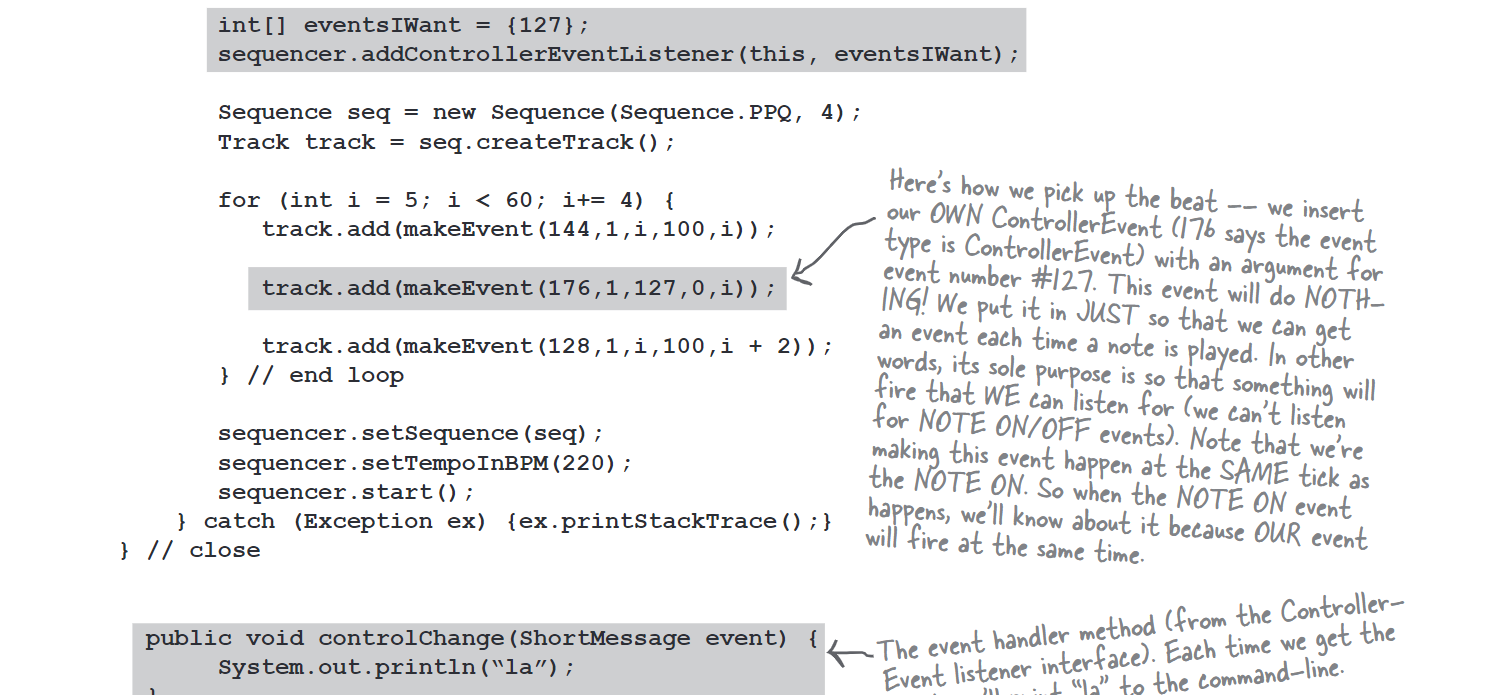 int[] eventsIWant = {127};
sequencer.addControllerEventListener(this, eventsIWant);
Sequence seq = new Sequence(Sequence.PPQ, 4);
Track track = seq.createTrack();
for (int i = 5; i < 60; i+= 4) {
track.add(makeEvent(144,1,i,100,i));
track.add(makeEvent(176,1,127,0,i));
track.add(makeEvent(128,1,i,100,i + 2));
} // end loop
sequencer.setSequence(seq);
sequencer.setTempoInBPM(220);
sequencer.start();
} catch (Exception ex) {ex.printStackTrace();}
} // close
Here's how we pick up the beat -- we insert
our OWN ControllerEvent (176 says the event
type is ControllerEvent) with an argument for
event number #127. This event will do NOTH-
ING! We put it in JUST so that we can get
an event each time a note is played. In other
words, its sole purpose is so that something will
fire that WE can listen for (we can't listen
for NOTE ON/OFF events). Note that we're
making this event happen at the SAME tick as
the NOTE ON. So when the NOTE ON event
happens, we'll know about it because OUR event
will fire at the same time.
public void controlChange(ShortMessage event) {
System.out.println(“la”);
}
The event handler method (from the Controller-
Event listener interface). Each time we get the
“la” to the command-line.